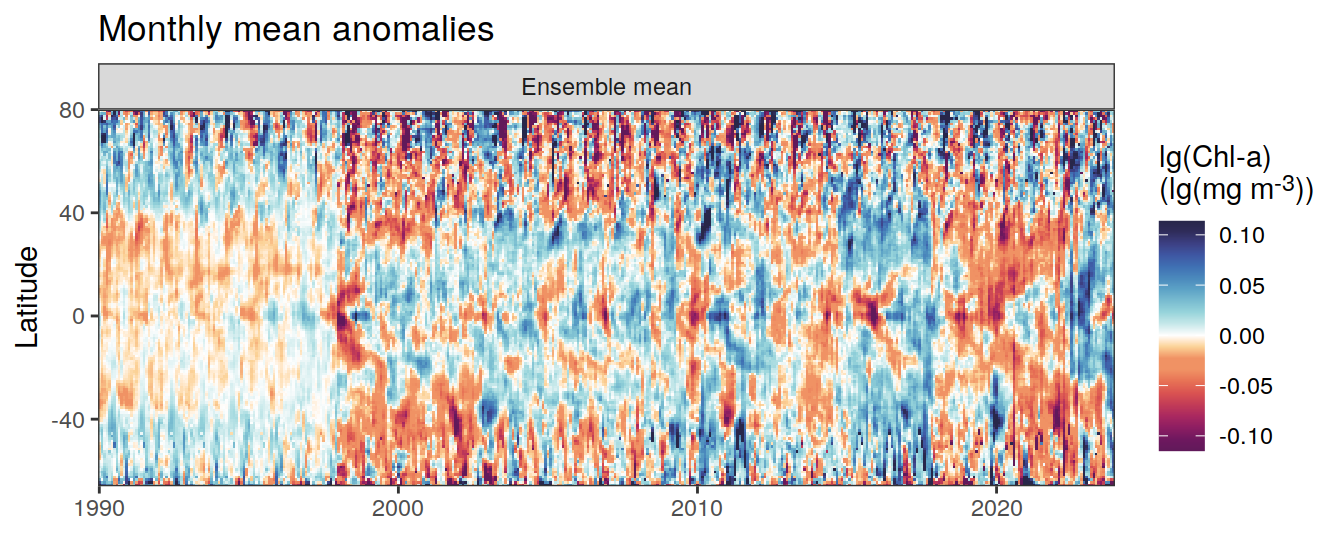 Monthly mean anomalies
Ensemble mean
80
40
0
-40
Latitude
1990
2000
2010
2020
lg(Chl-a)
(lg(mg m⁻³))
0.10
0.05
0.00
-0.05
-0.10